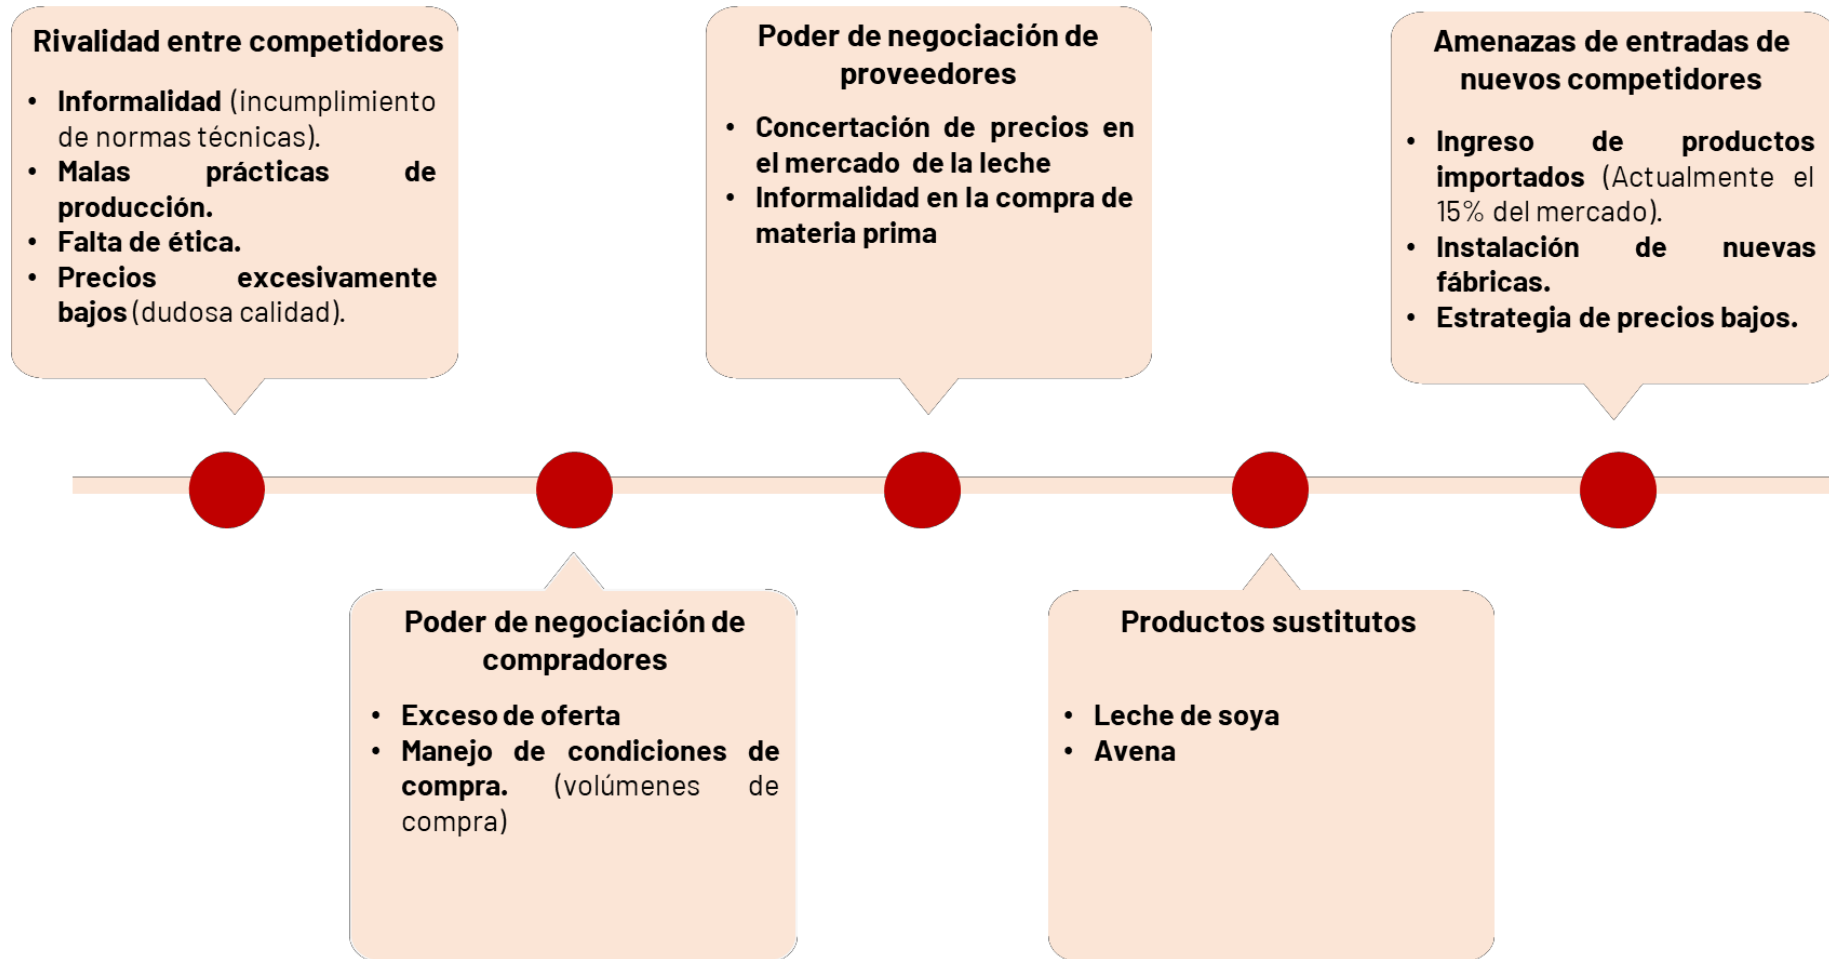 Rivalidad entre competidores
• Informalidad (incumplimiento
de normas técnicas).
• Malas prácticas de
producción.
• Falta de ética.
• Precios excesivamente
bajos (dudosa calidad).
Poder de negociación de
compradores
• Exceso de oferta
• Manejo de condiciones de
compra. (volúmenes de
compra)
Poder de negociación de
proveedores
• Concertación de precios en
el mercado de la leche
• Informalidad en la compra de
materia prima
Productos sustitutos
• Leche de soya
• Avena
Amenazas de entradas de
nuevos competidores
• Ingreso de productos
importados (Actualmente el
15% del mercado).
• Instalación de nuevas
fábricas.
• Estrategia de precios bajos.